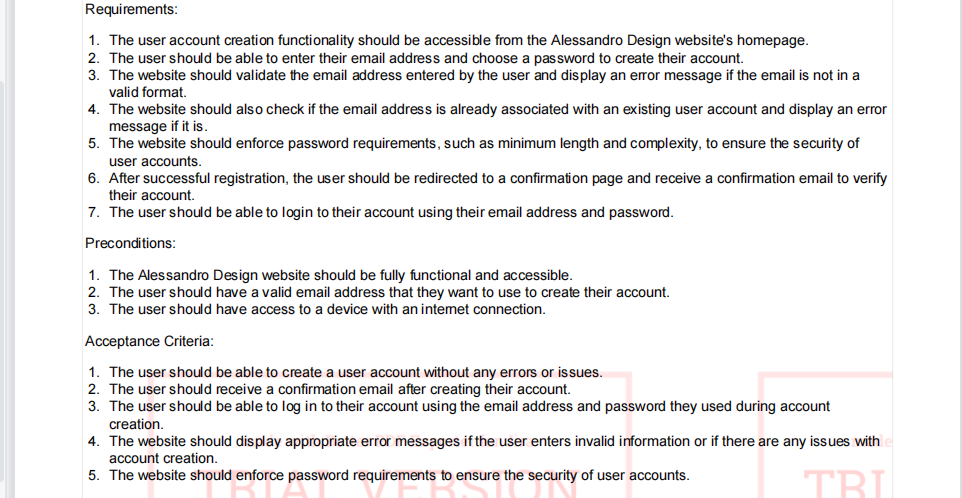 Requirements:
1. The user account creation functionality should be accessible from the Alessandro Design website's homepage.
2. The user should be able to enter their email address and choose a password to create their account.
3. The website should validate the email address entered by the user and display an error message if the email is not in a
valid format.
4. The website should also check if the email address is already associated with an existing user account and display an error
message if it is.
5. The website should enforce password requirements, such as minimum length and complexity, to ensure the security of
user accounts.
6. After successful registration, the user should be redirected to a confirmation page and receive a confirmation email to verify
their account.
7. The user should be able to login to their account using their email address and password.
Preconditions:
1. The Alessandro Design website should be fully functional and accessible.
2. The user should have a valid email address that they want to use to create their account.
3. The user should have access to a device with an internet connection.
Acceptance Criteria:
1. The user should be able to create a user account without any errors or issues.
2. The user should receive a confirmation email after creating their account.
3. The user should be able to log in to their account using the email address and password they used during account
creation.
4. The website should display appropriate error messages if the user enters invalid information or if there are any issues with
account creation.
5. The website should enforce password requirements to ensure the security of user accounts.
TRIAL VERSION
TRI